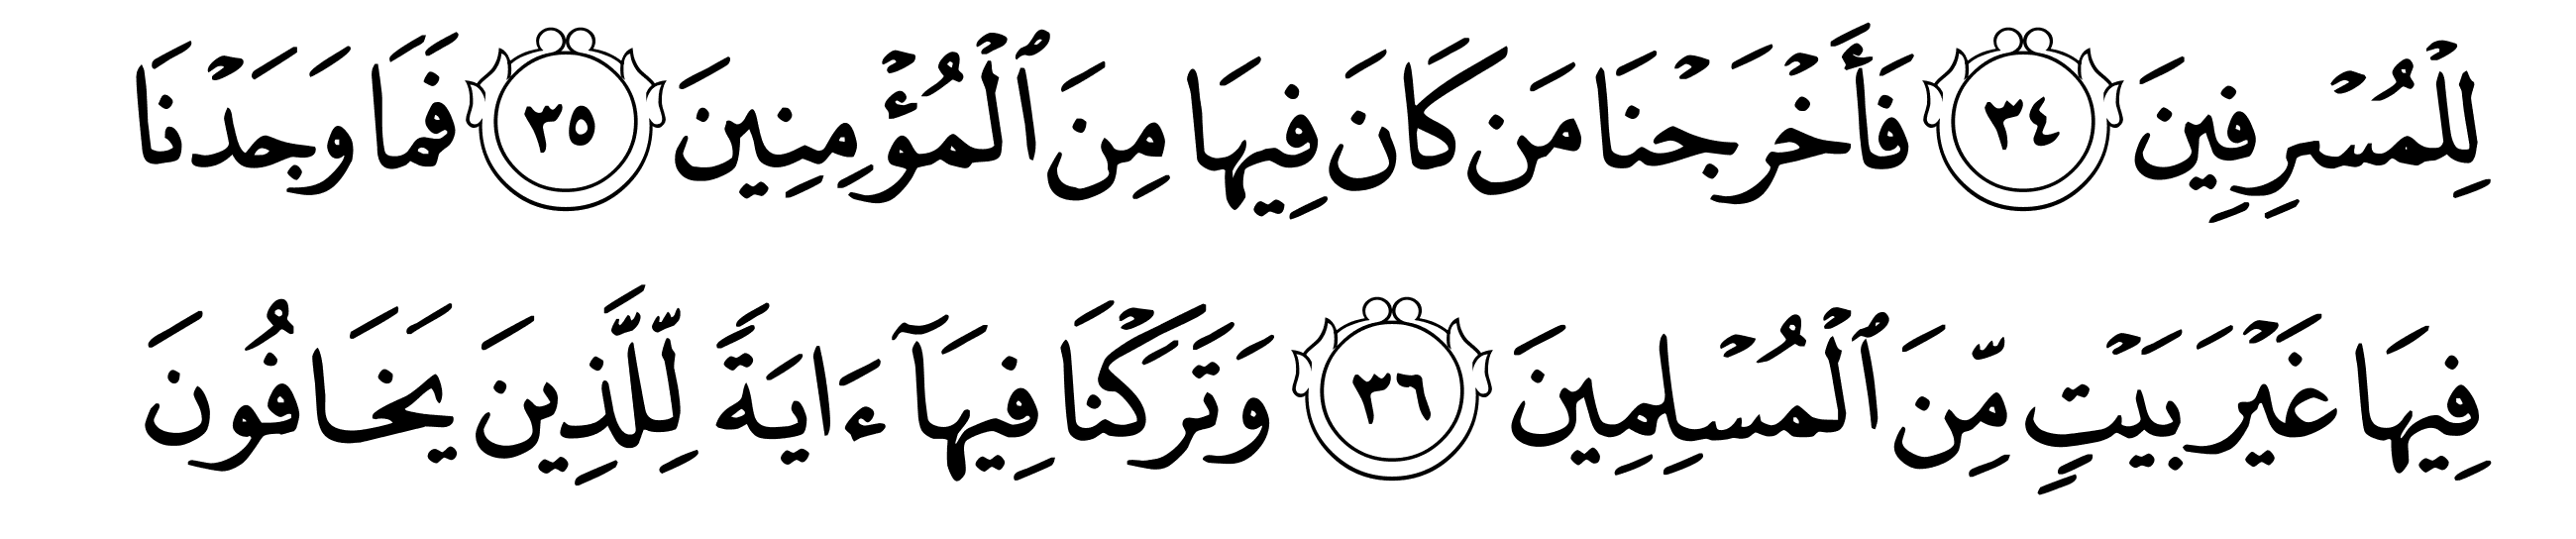 لِلْمُسْرِفِينَ ٣٤ فَأَخْرَجْنَا مَن كَانَ فِيهَا مِنَ ٱلْمُؤْمِنِينَ ٣٥ فَمَا وَجَدْنَا
فِيهَا غَيْرَ بَيْتٍ مِّنَ ٱلْمُسْلِمِينَ ٣٦ وَتَرَكْنَا فِيهَآ ءَايَةً لِّلَّذِينَ يَخَافُونَ